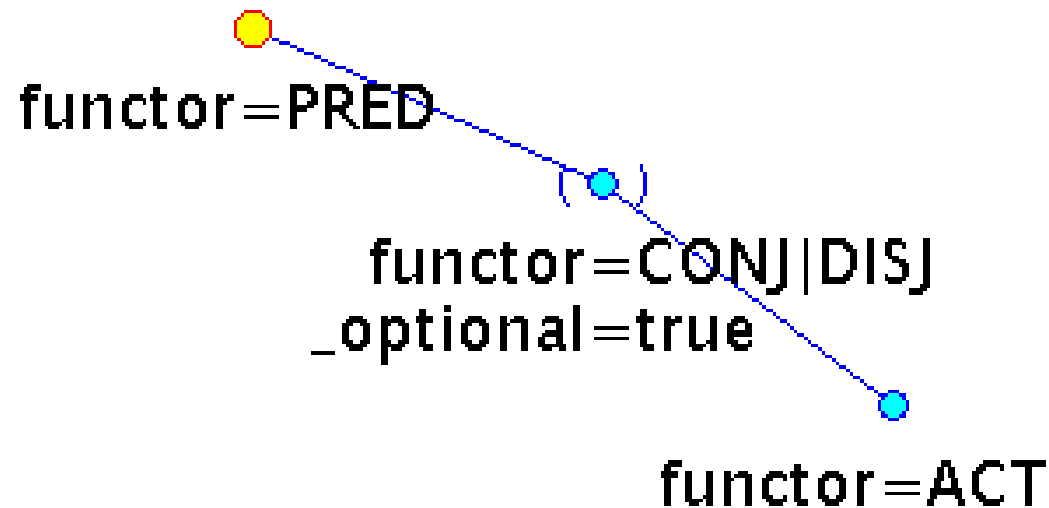 functor=PRED
( )
functor=CONJ|DISJ
_optional=true
functor=ACT